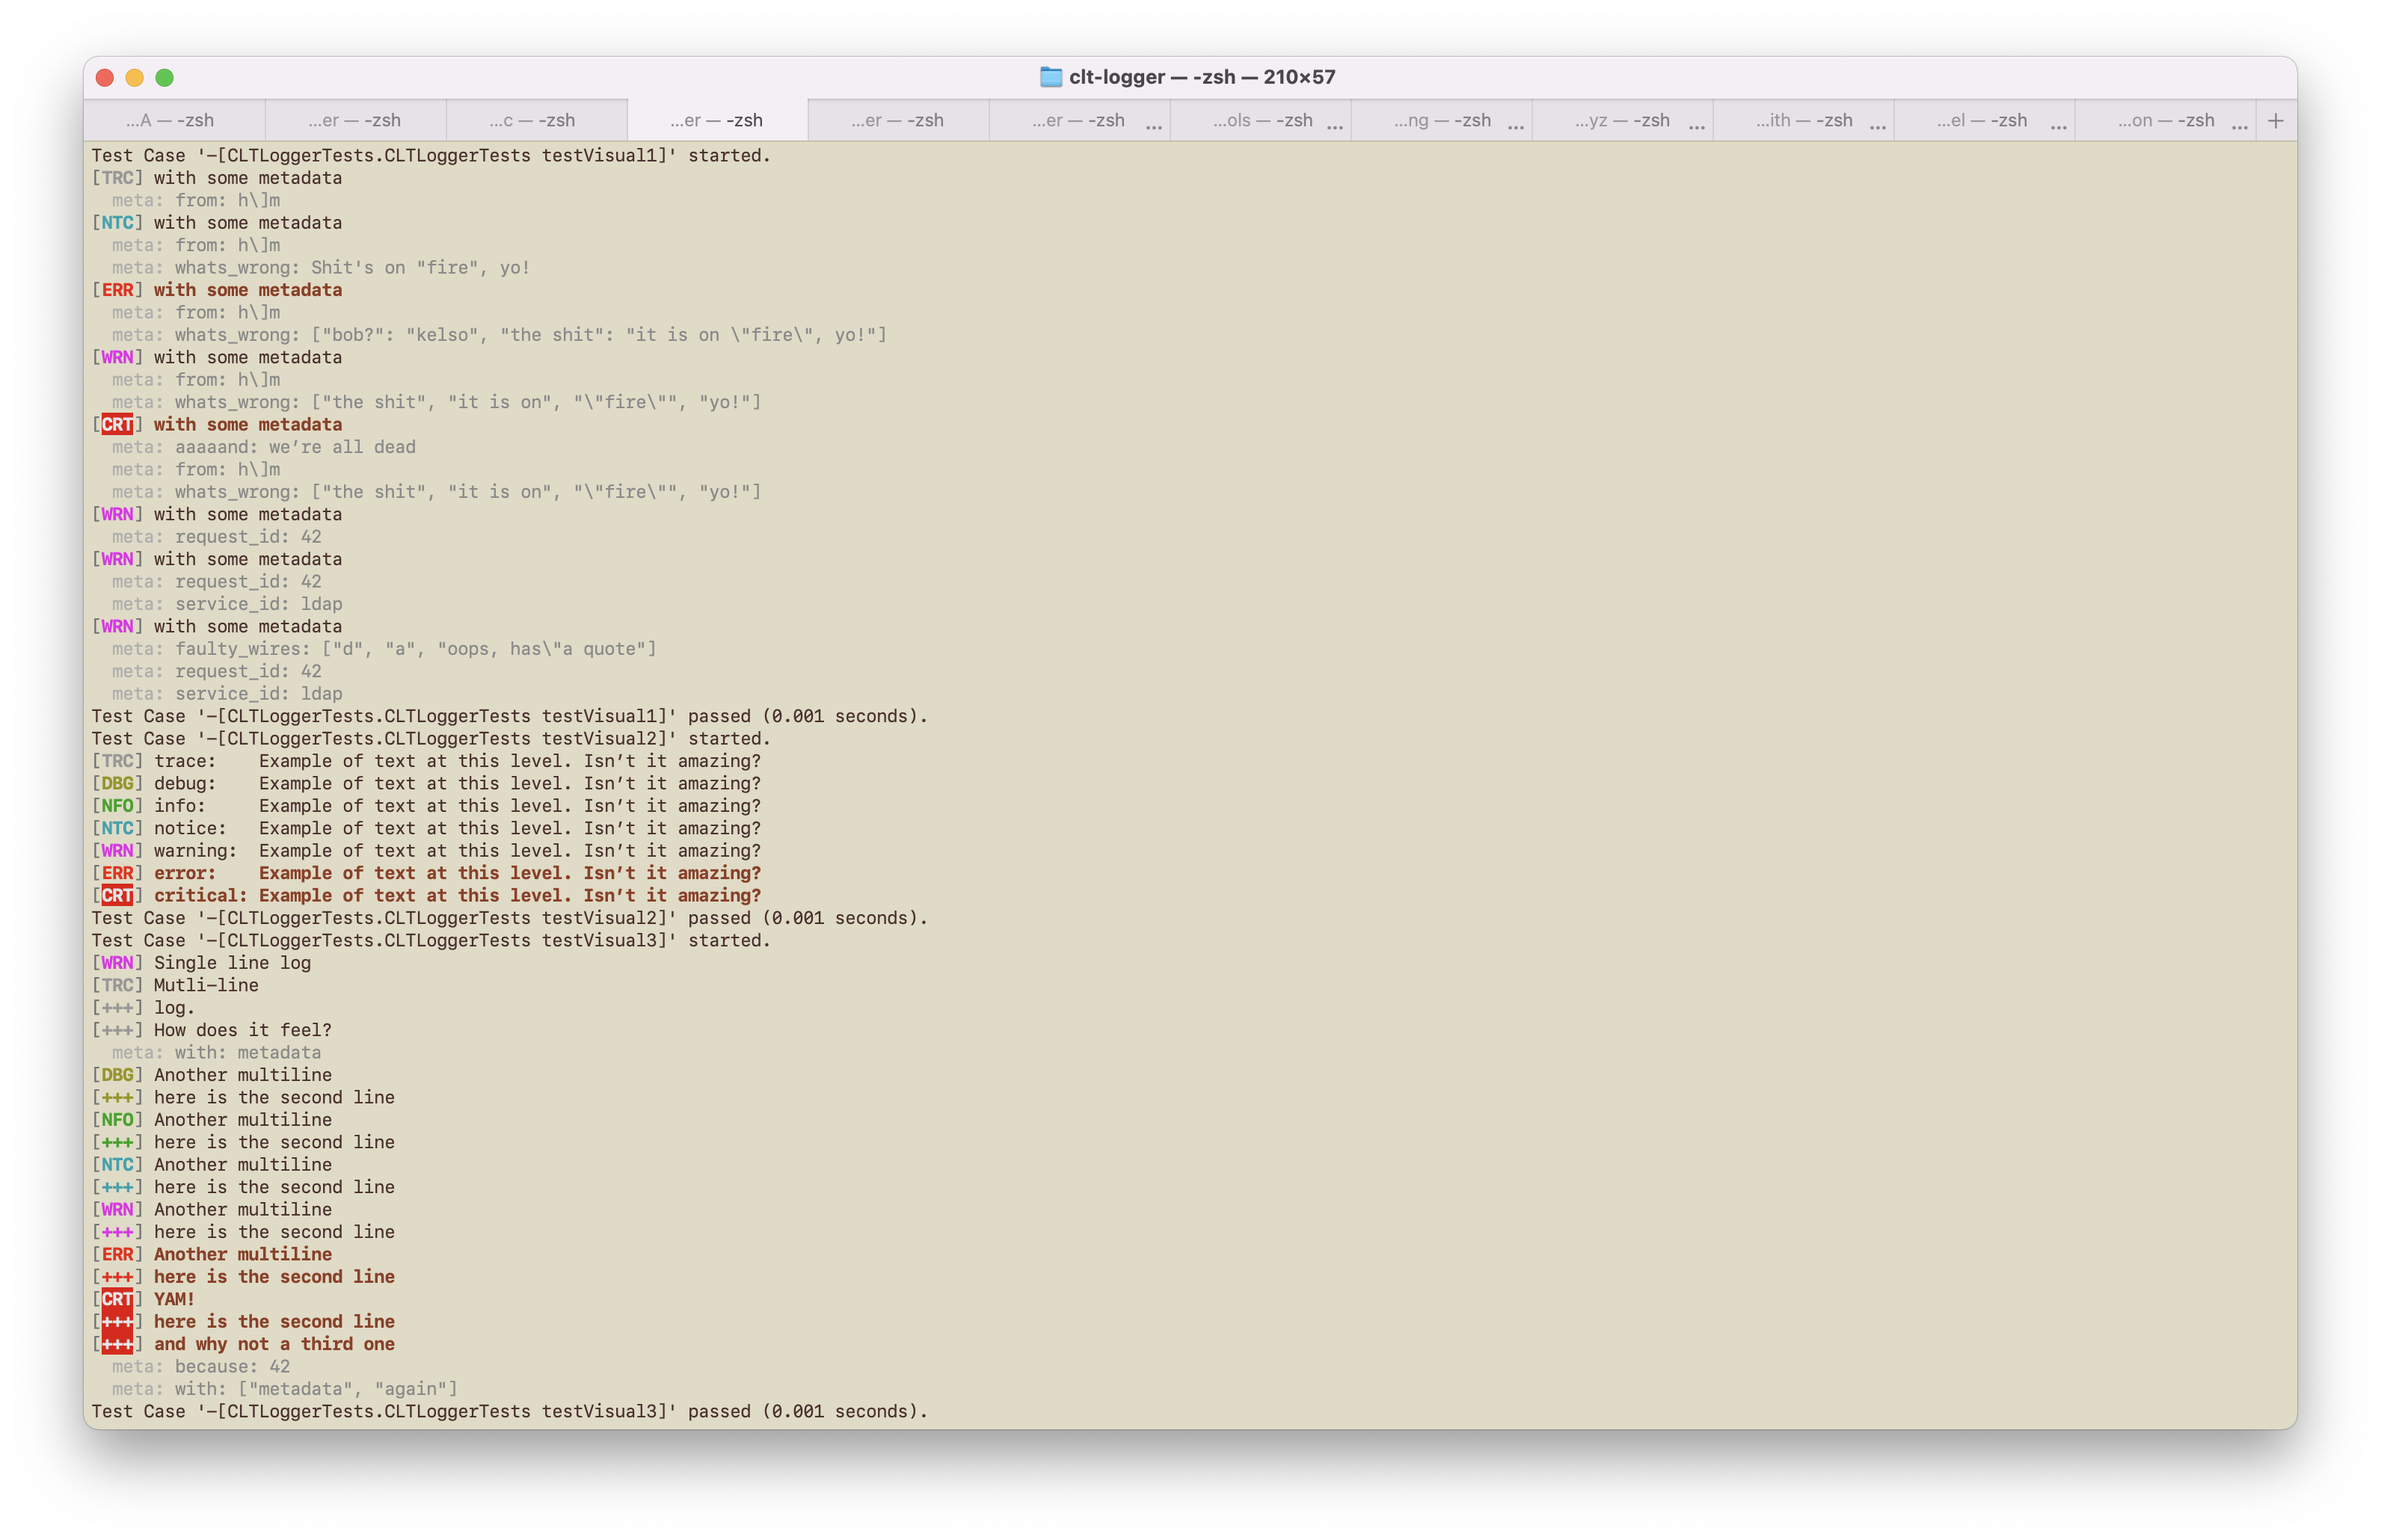 clt-logger — -zsh — 210×57
...A — -zsh ...er — -zsh ...c — -zsh ...er — -zsh ...er — -zsh ...er — -zsh ... ...ols — -zsh ... ...ng — -zsh ... ...yz — -zsh ... ...ith — -zsh ... ...el — -zsh ... ...on — -zsh ... +
Test Case '-[CLTLoggerTests.CLTLoggerTests testVisual1]' started.
[TRC] with some metadata
  meta: from: h\]m
[NTC] with some metadata
  meta: from: h\]m
  meta: whats_wrong: Shit's on "fire", yo!
[ERR] with some metadata
  meta: from: h\]m
  meta: whats_wrong: ["bob?": "kelso", "the shit": "it is on \"fire\", yo!"]
[WRN] with some metadata
  meta: from: h\]m
  meta: whats_wrong: ["the shit", "it is on", "\"fire\"", "yo!"]
[CRT] with some metadata
  meta: aaaaand: we’re all dead
  meta: from: h\]m
  meta: whats_wrong: ["the shit", "it is on", "\"fire\"", "yo!"]
[WRN] with some metadata
  meta: request_id: 42
[WRN] with some metadata
  meta: request_id: 42
  meta: service_id: ldap
[WRN] with some metadata
  meta: faulty_wires: ["d", "a", "oops, has\"a quote"]
  meta: request_id: 42
  meta: service_id: ldap
Test Case '-[CLTLoggerTests.CLTLoggerTests testVisual1]' passed (0.001 seconds).
Test Case '-[CLTLoggerTests.CLTLoggerTests testVisual2]' started.
[TRC] trace:    Example of text at this level. Isn’t it amazing?
[DBG] debug:    Example of text at this level. Isn’t it amazing?
[NFO] info:     Example of text at this level. Isn’t it amazing?
[NTC] notice:   Example of text at this level. Isn’t it amazing?
[WRN] warning:  Example of text at this level. Isn’t it amazing?
[ERR] error:    Example of text at this level. Isn’t it amazing?
[CRT] critical: Example of text at this level. Isn’t it amazing?
Test Case '-[CLTLoggerTests.CLTLoggerTests testVisual2]' passed (0.001 seconds).
Test Case '-[CLTLoggerTests.CLTLoggerTests testVisual3]' started.
[WRN] Single line log
[TRC] Mutli-line
[+++] log.
[+++] How does it feel?
  meta: with: metadata
[DBG] Another multiline
[+++] here is the second line
[NFO] Another multiline
[+++] here is the second line
[NTC] Another multiline
[+++] here is the second line
[WRN] Another multiline
[+++] here is the second line
[ERR] Another multiline
[+++] here is the second line
[CRT] YAM!
[+++] here is the second line
[+++] and why not a third one
  meta: because: 42
  meta: with: ["metadata", "again"]
Test Case '-[CLTLoggerTests.CLTLoggerTests testVisual3]' passed (0.001 seconds).